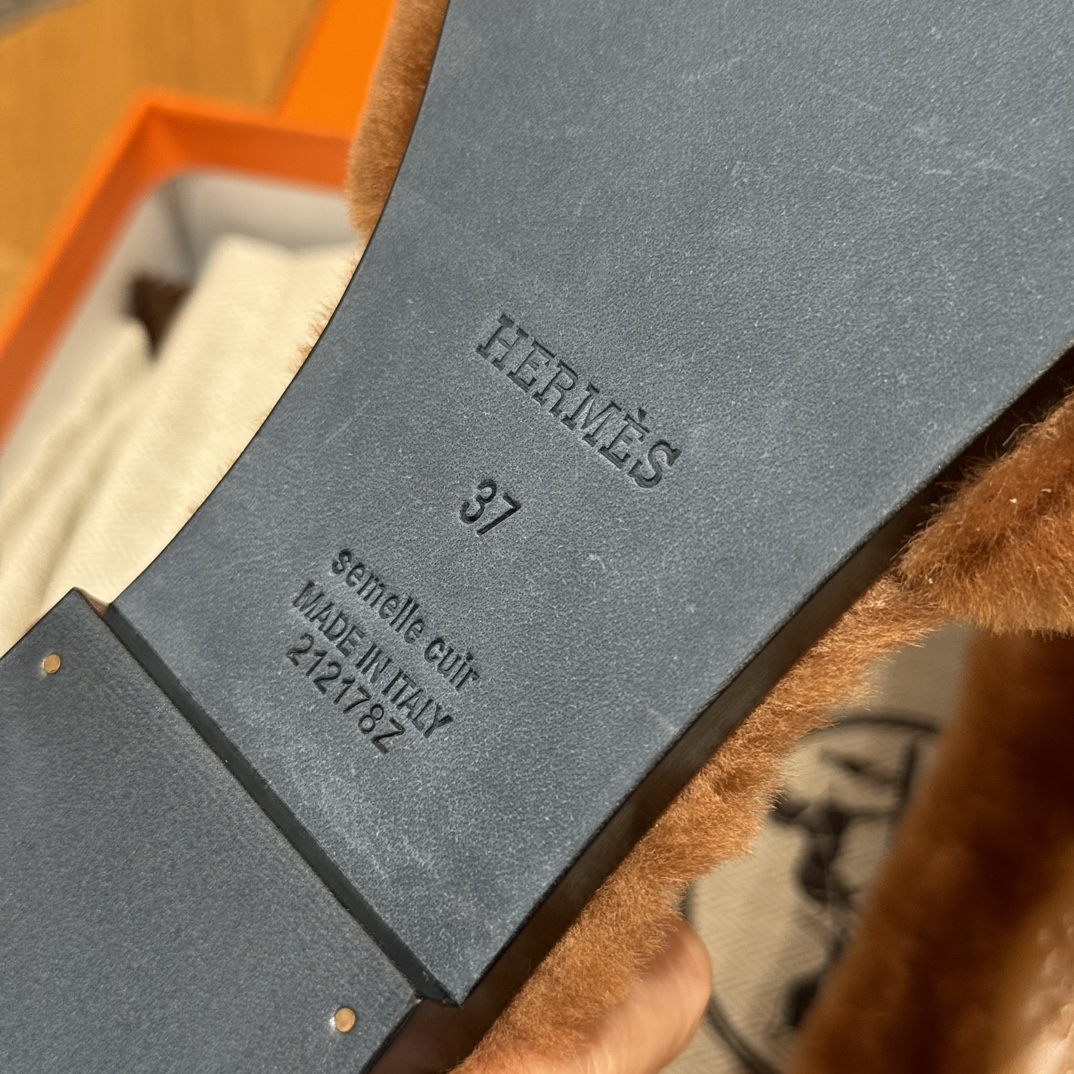 HERMÈS
37
semelle cuir
MADE IN ITALY
212178Z